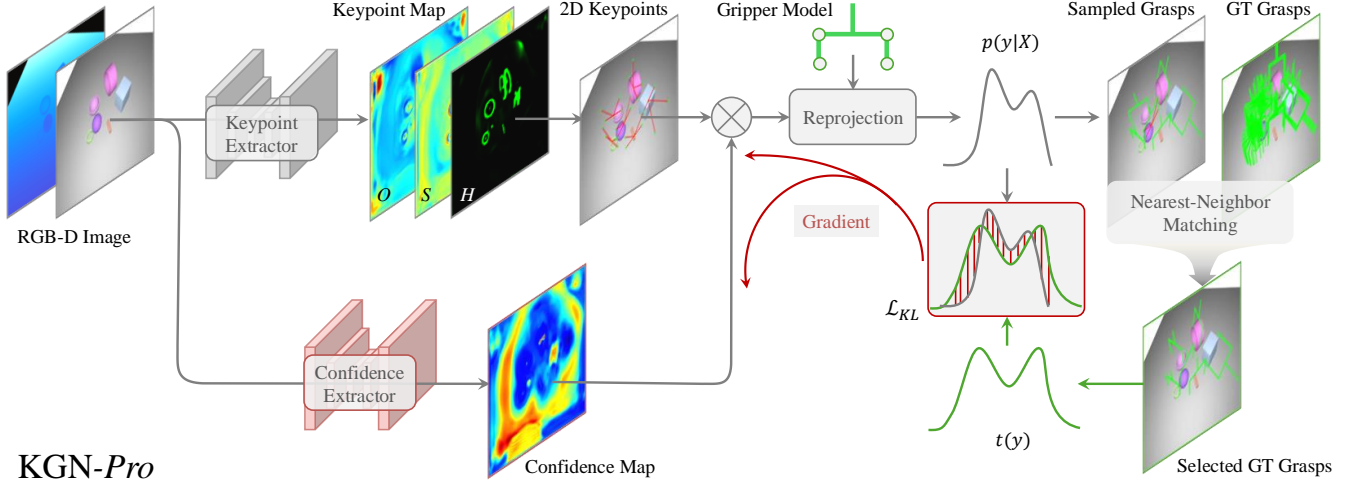 Keypoint Map
2D Keypoints
Gripper Model
Sampled Grasps
GT Grasps
p(y|X)
Keypoint
Extractor
Reprojection
O
S
H
RGB-D Image
Gradient
Nearest-Neighbor
Matching
ℒ_KL
Confidence
Extractor
t(y)
KGN-Pro
Confidence Map
Selected GT Grasps